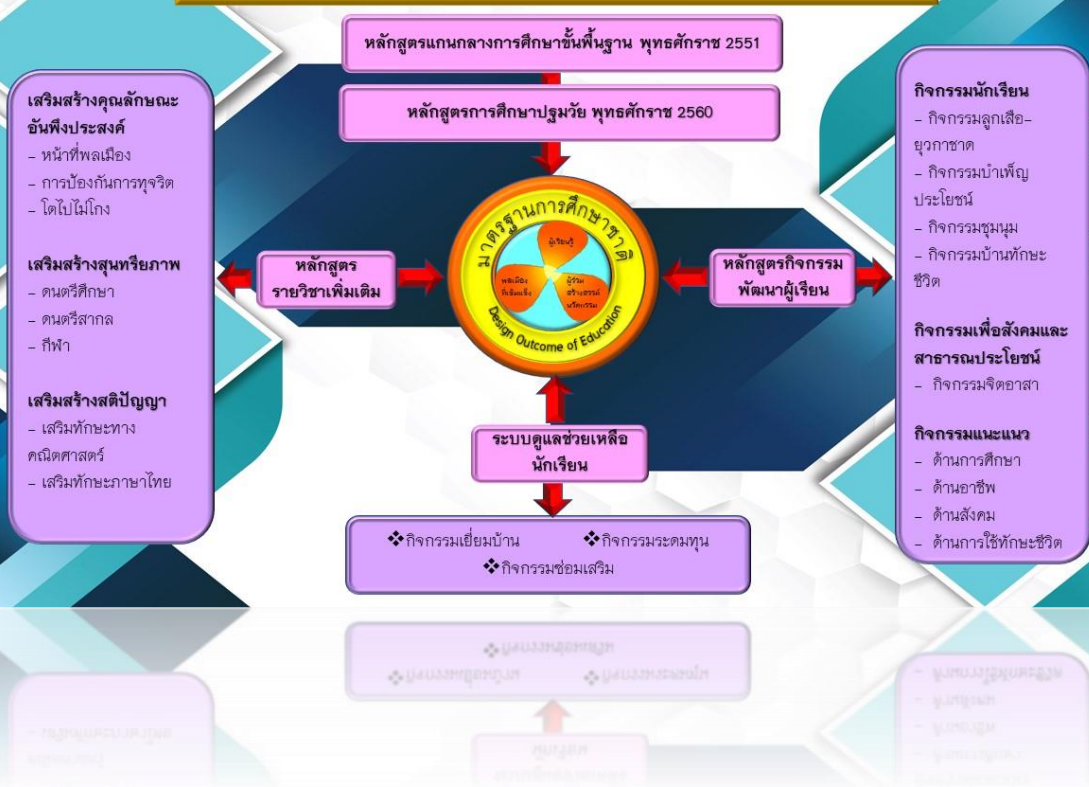 หลักสูตรแกนกลางการศึกษาขั้นพื้นฐาน พุทธศักราช 2551
หลักสูตรการศึกษาปฐมวัย พุทธศักราช 2560
เสริมสร้างคุณลักษณะ
อันพึงประสงค์
- หน้าที่พลเมือง
- การป้องกันการทุจริต
- โตไปไม่โกง
เสริมสร้างสุนทรียภาพ
- ดนตรีศึกษา
- ดนตรีสากล
- กีฬา
เสริมสร้างสติปัญญา
- เสริมทักษะทาง
คณิตศาสตร์
- เสริมทักษะภาษาไทย
หลักสูตร
รายวิชาเพิ่มเติม
มาตรฐานการศึกษาชาติ
ผู้เรียนรู้
พลเมือง
ที่เข้มแข็ง
ผู้ร่วม
สร้างสรรค์
นวัตกรรม
Design Outcome of Education
หลักสูตรกิจกรรม
พัฒนาผู้เรียน
กิจกรรมนักเรียน
- กิจกรรมลูกเสือ-
ยุวกาชาด
- กิจกรรมบำเพ็ญ
ประโยชน์
- กิจกรรมชุมนุม
- กิจกรรมบ้านทักษะ
ชีวิต
กิจกรรมเพื่อสังคมและ
สาธารณประโยชน์
- กิจกรรมจิตอาสา
กิจกรรมแนะแนว
- ด้านการศึกษา
- ด้านอาชีพ
- ด้านสังคม
- ด้านการใช้ทักษะชีวิต
ระบบดูแลช่วยเหลือ
นักเรียน
❖กิจกรรมเยี่ยมบ้าน ❖กิจกรรมระดมทุน
❖กิจกรรมซ่อมเสริม